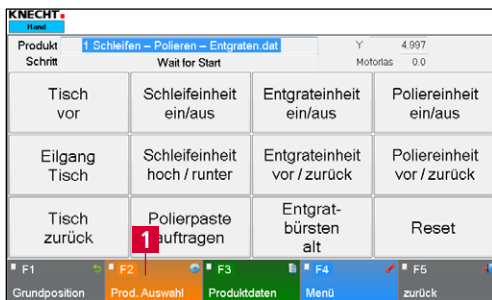 KNECHT.
Hand
Produkt 1 Schleifen – Polieren – Entgraten.dat Y 4.997
Schritt Wait for Start Motorlas 0.0
Tisch vor
Schleifeinheit ein/aus
Entgrateinheit ein/aus
Poliereinheit ein/aus
Eilgang Tisch
Schleifeinheit hoch / runter
Entgrateinheit vor / zurück
Poliereinheit vor / zurück
Tisch zurück
Polierpaste auftragen
Entgrat- bürsten alt
Reset
1
F1 F2 F3 F4 F5
Grundposition Prod. Auswahl Produktdaten Menü zurück